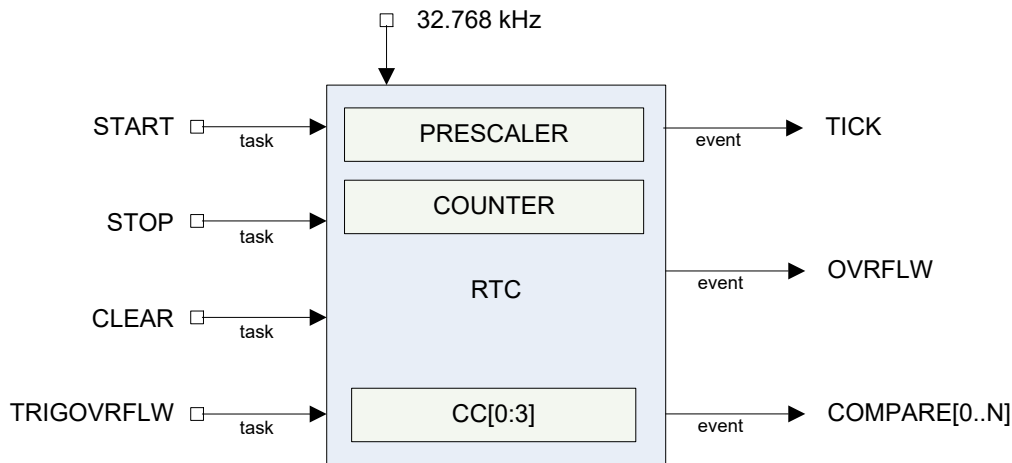 32.768 kHz
START
task
PRESCALER
event
TICK
STOP
task
COUNTER
RTC
event
OVRFLW
CLEAR
task
TRIGOVRFLW
task
CC[0:3]
event
COMPARE[0..N]